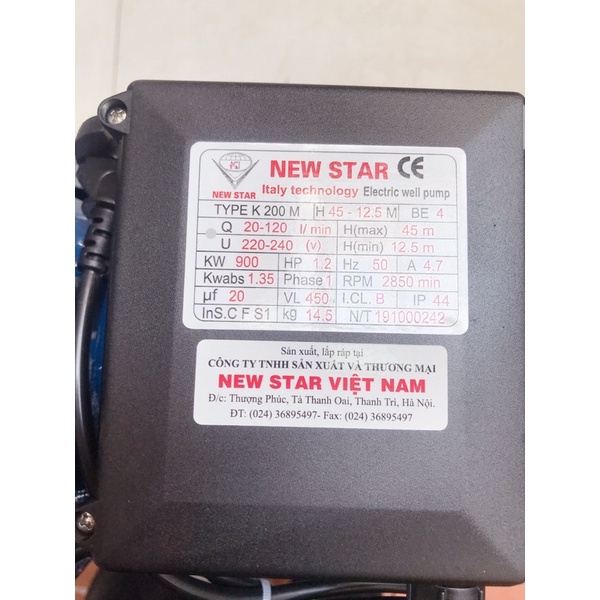 NEW STAR CE
NEW STAR
Italy technology Electric well pump
TYPE K 200 M H 45 - 12.5 M BE 4
Q 20-120 l/ min H(max) 45 m
U 220-240 (v) H(min) 12.5 m
KW 900 HP 1.2 Hz 50 A 4.7
Kwabs 1.35 Phase 1 RPM 2850 min
µf 20 VL 450 I.CL. B IP 44
InS.C F S1 kg 14.5 N/T 191000242
Sản xuất, lắp ráp tại
CÔNG TY TNHH SẢN XUẤT VÀ THƯƠNG MẠI
NEW STAR VIỆT NAM
Đ/c: Thượng Phúc, Tả Thanh Oai, Thanh Trì, Hà Nội.
ĐT: (024) 36895497- Fax: (024) 36895497